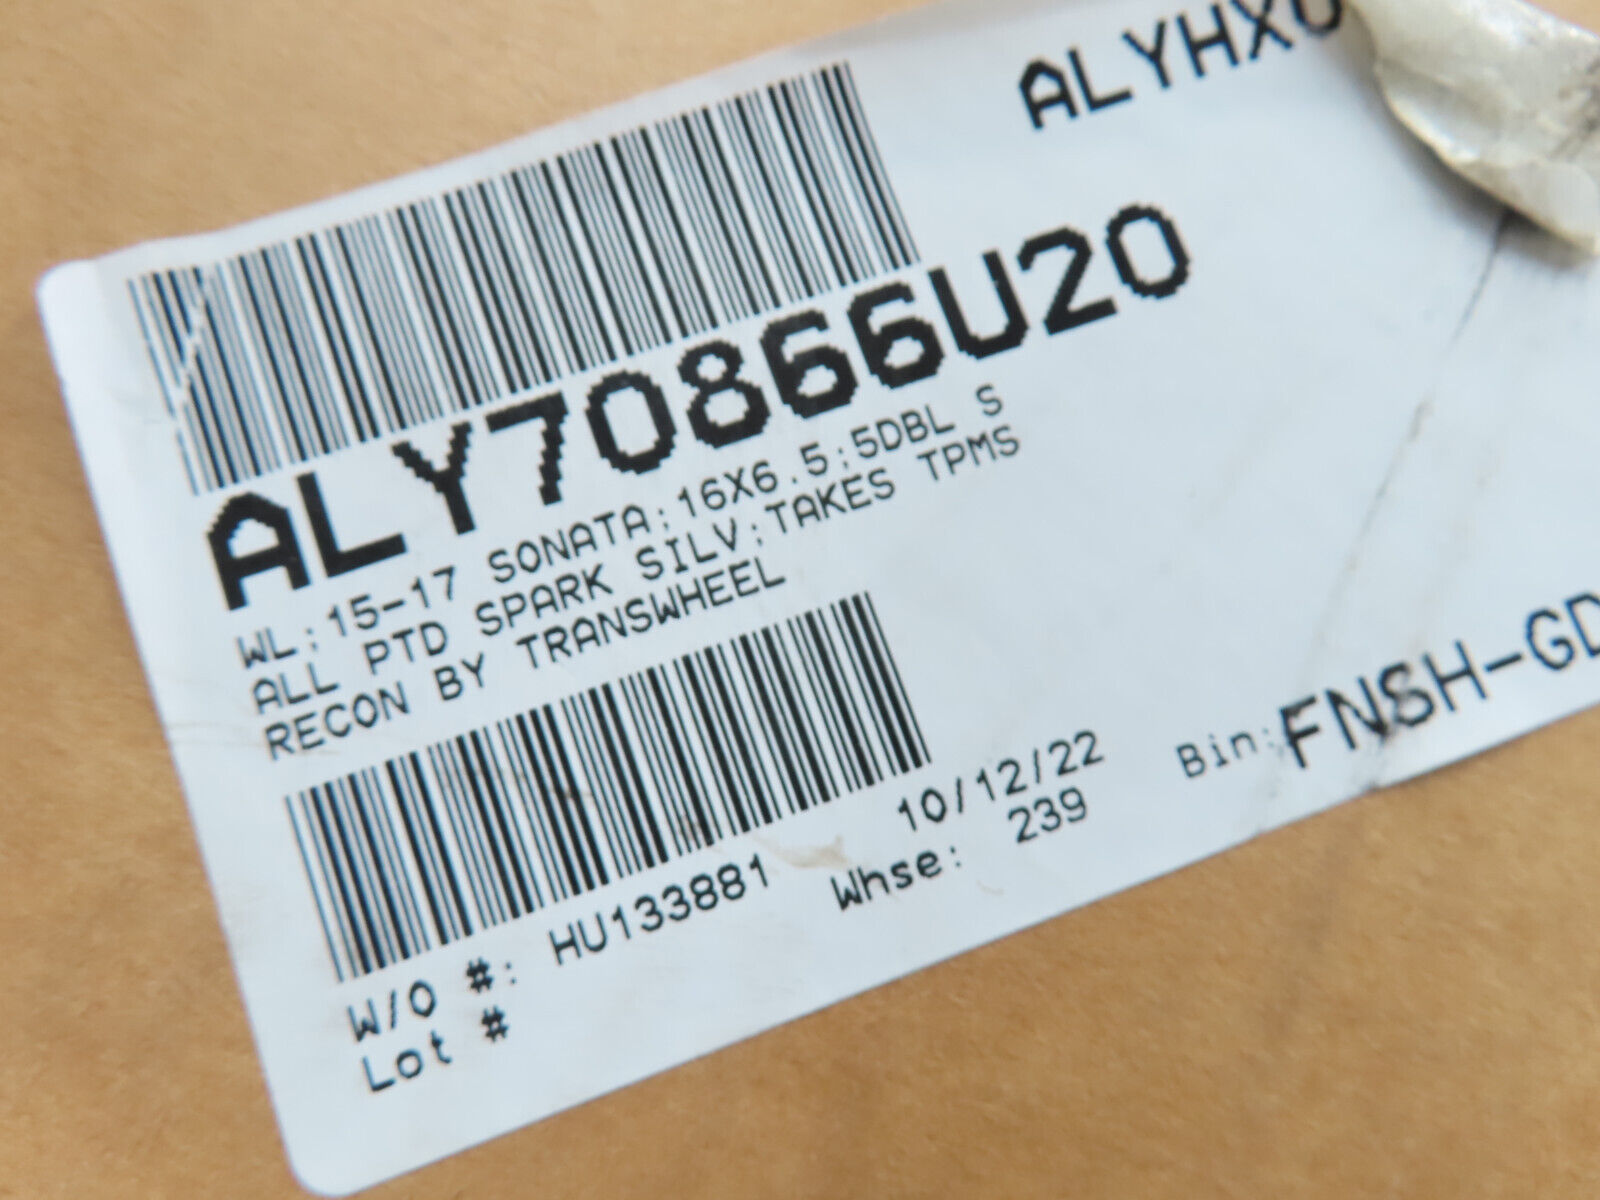 ALYHX0
ALY70866U20
WL;15-17 SONATA;16X6.5;5DBL S
ALL PTD SPARK SILV;TAKES TPMS
RECON BY TRANSWHEEL
10/12/22
W/O #: HU133881 Whse: 239 Bin: FNSH-GD
Lot #